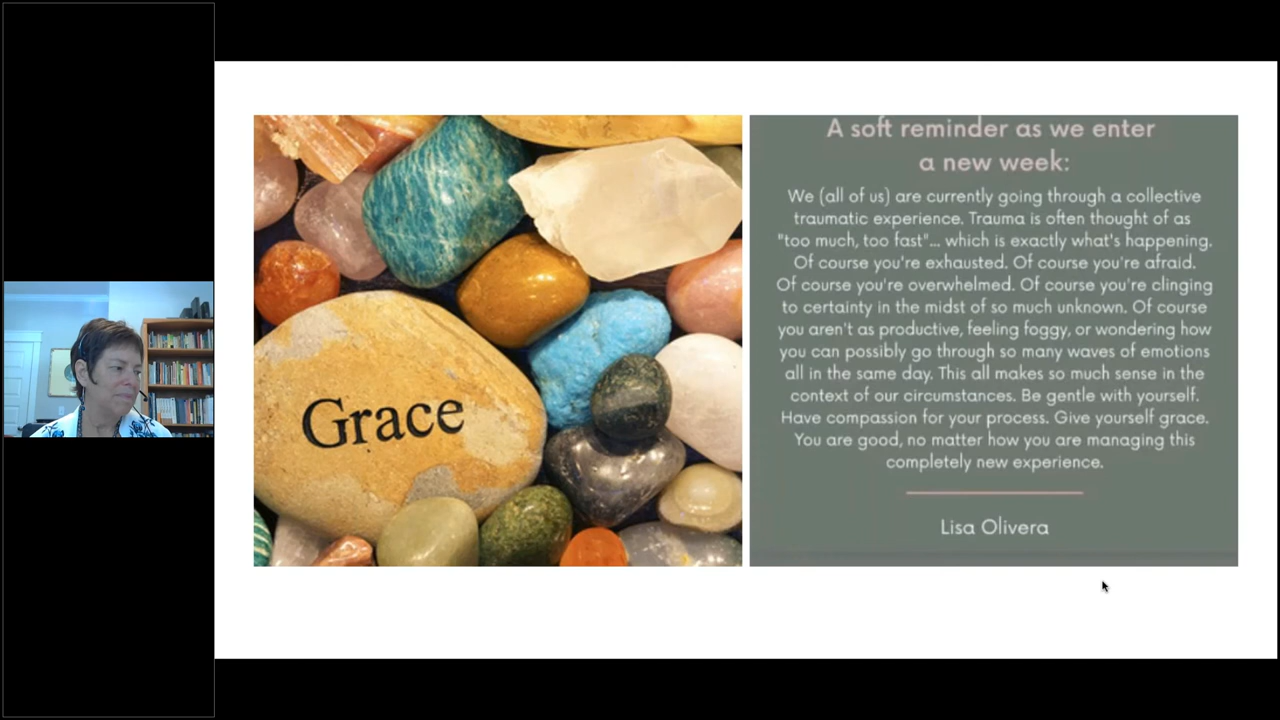 Grace
A soft reminder as we enter
a new week:
We (all of us) are currently going through a collective
traumatic experience. Trauma is often thought of as
"too much, too fast"... which is exactly what's happening.
Of course you're exhausted. Of course you're afraid.
Of course you're overwhelmed. Of course you're clinging
to certainty in the midst of so much unknown. Of course
you aren't as productive, feeling foggy, or wondering how
you can possibly go through so many waves of emotions
all in the same day. This all makes so much sense in the
context of our circumstances. Be gentle with yourself.
Have compassion for your process. Give yourself grace.
You are good, no matter how you are managing this
completely new experience.
Lisa Olivera